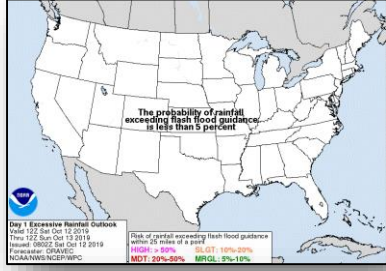 The probability of rainfall
exceeding flash flood guidance
is less than 5 percent
NOAA
Day 1 Excessive Rainfall Outlook
Valid 12Z Sat Oct 12 2019
Thru 12Z Sun Oct 13 2019
Issued: 0802Z Sat Oct 12 2019
Forecaster: ORAVEC
NOAA/NWS/NCEP/WPC
Risk of rainfall exceeding flash flood guidance
within 25 miles of a point
HIGH: > 50% SLGT: 10%-20%
MDT: 20%-50% MRGL: 5%-10%